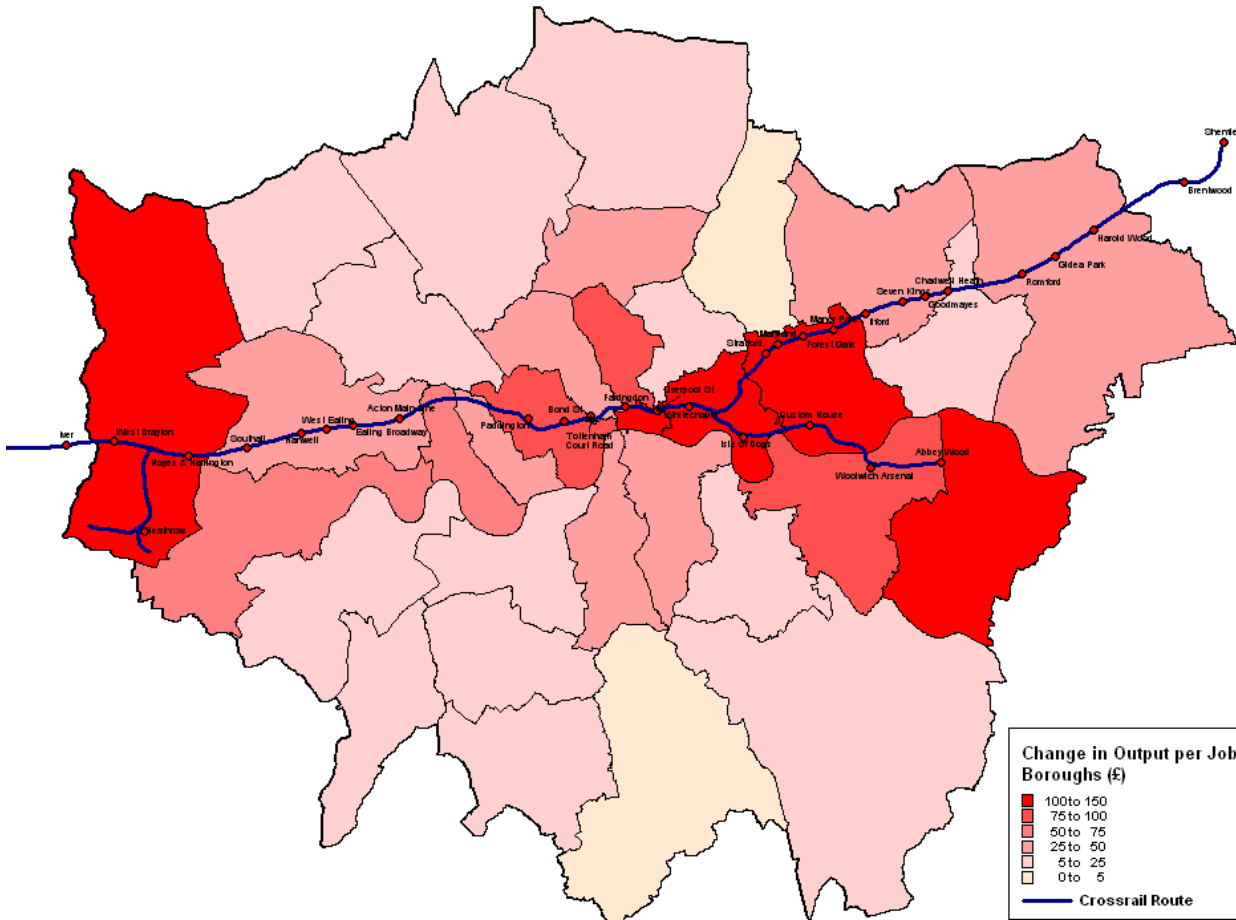 Shenfie
Brentwood
Harold Wood
Gidea Park
Romford
Chadwell Heath
Goodmayes
Seven Kings
Ilford
Manor Park
Forest Gate
Maryland
Stratford
Liverpool St
Whitechapel
Farringdon
Bond St
Tottenham
Court Road
Paddington
Acton Main Line
Ealing Broadway
West Ealing
Hanwell
Southall
Hayes & Harlington
West Drayton
Iver
Heathrow
Isle of Dogs
Custom House
Woolwich Arsenal
Abbey Wood
Change in Output per Job
Boroughs (£)
100 to 150
75 to 100
50 to 75
25 to 50
5 to 25
0 to 5
Crossrail Route